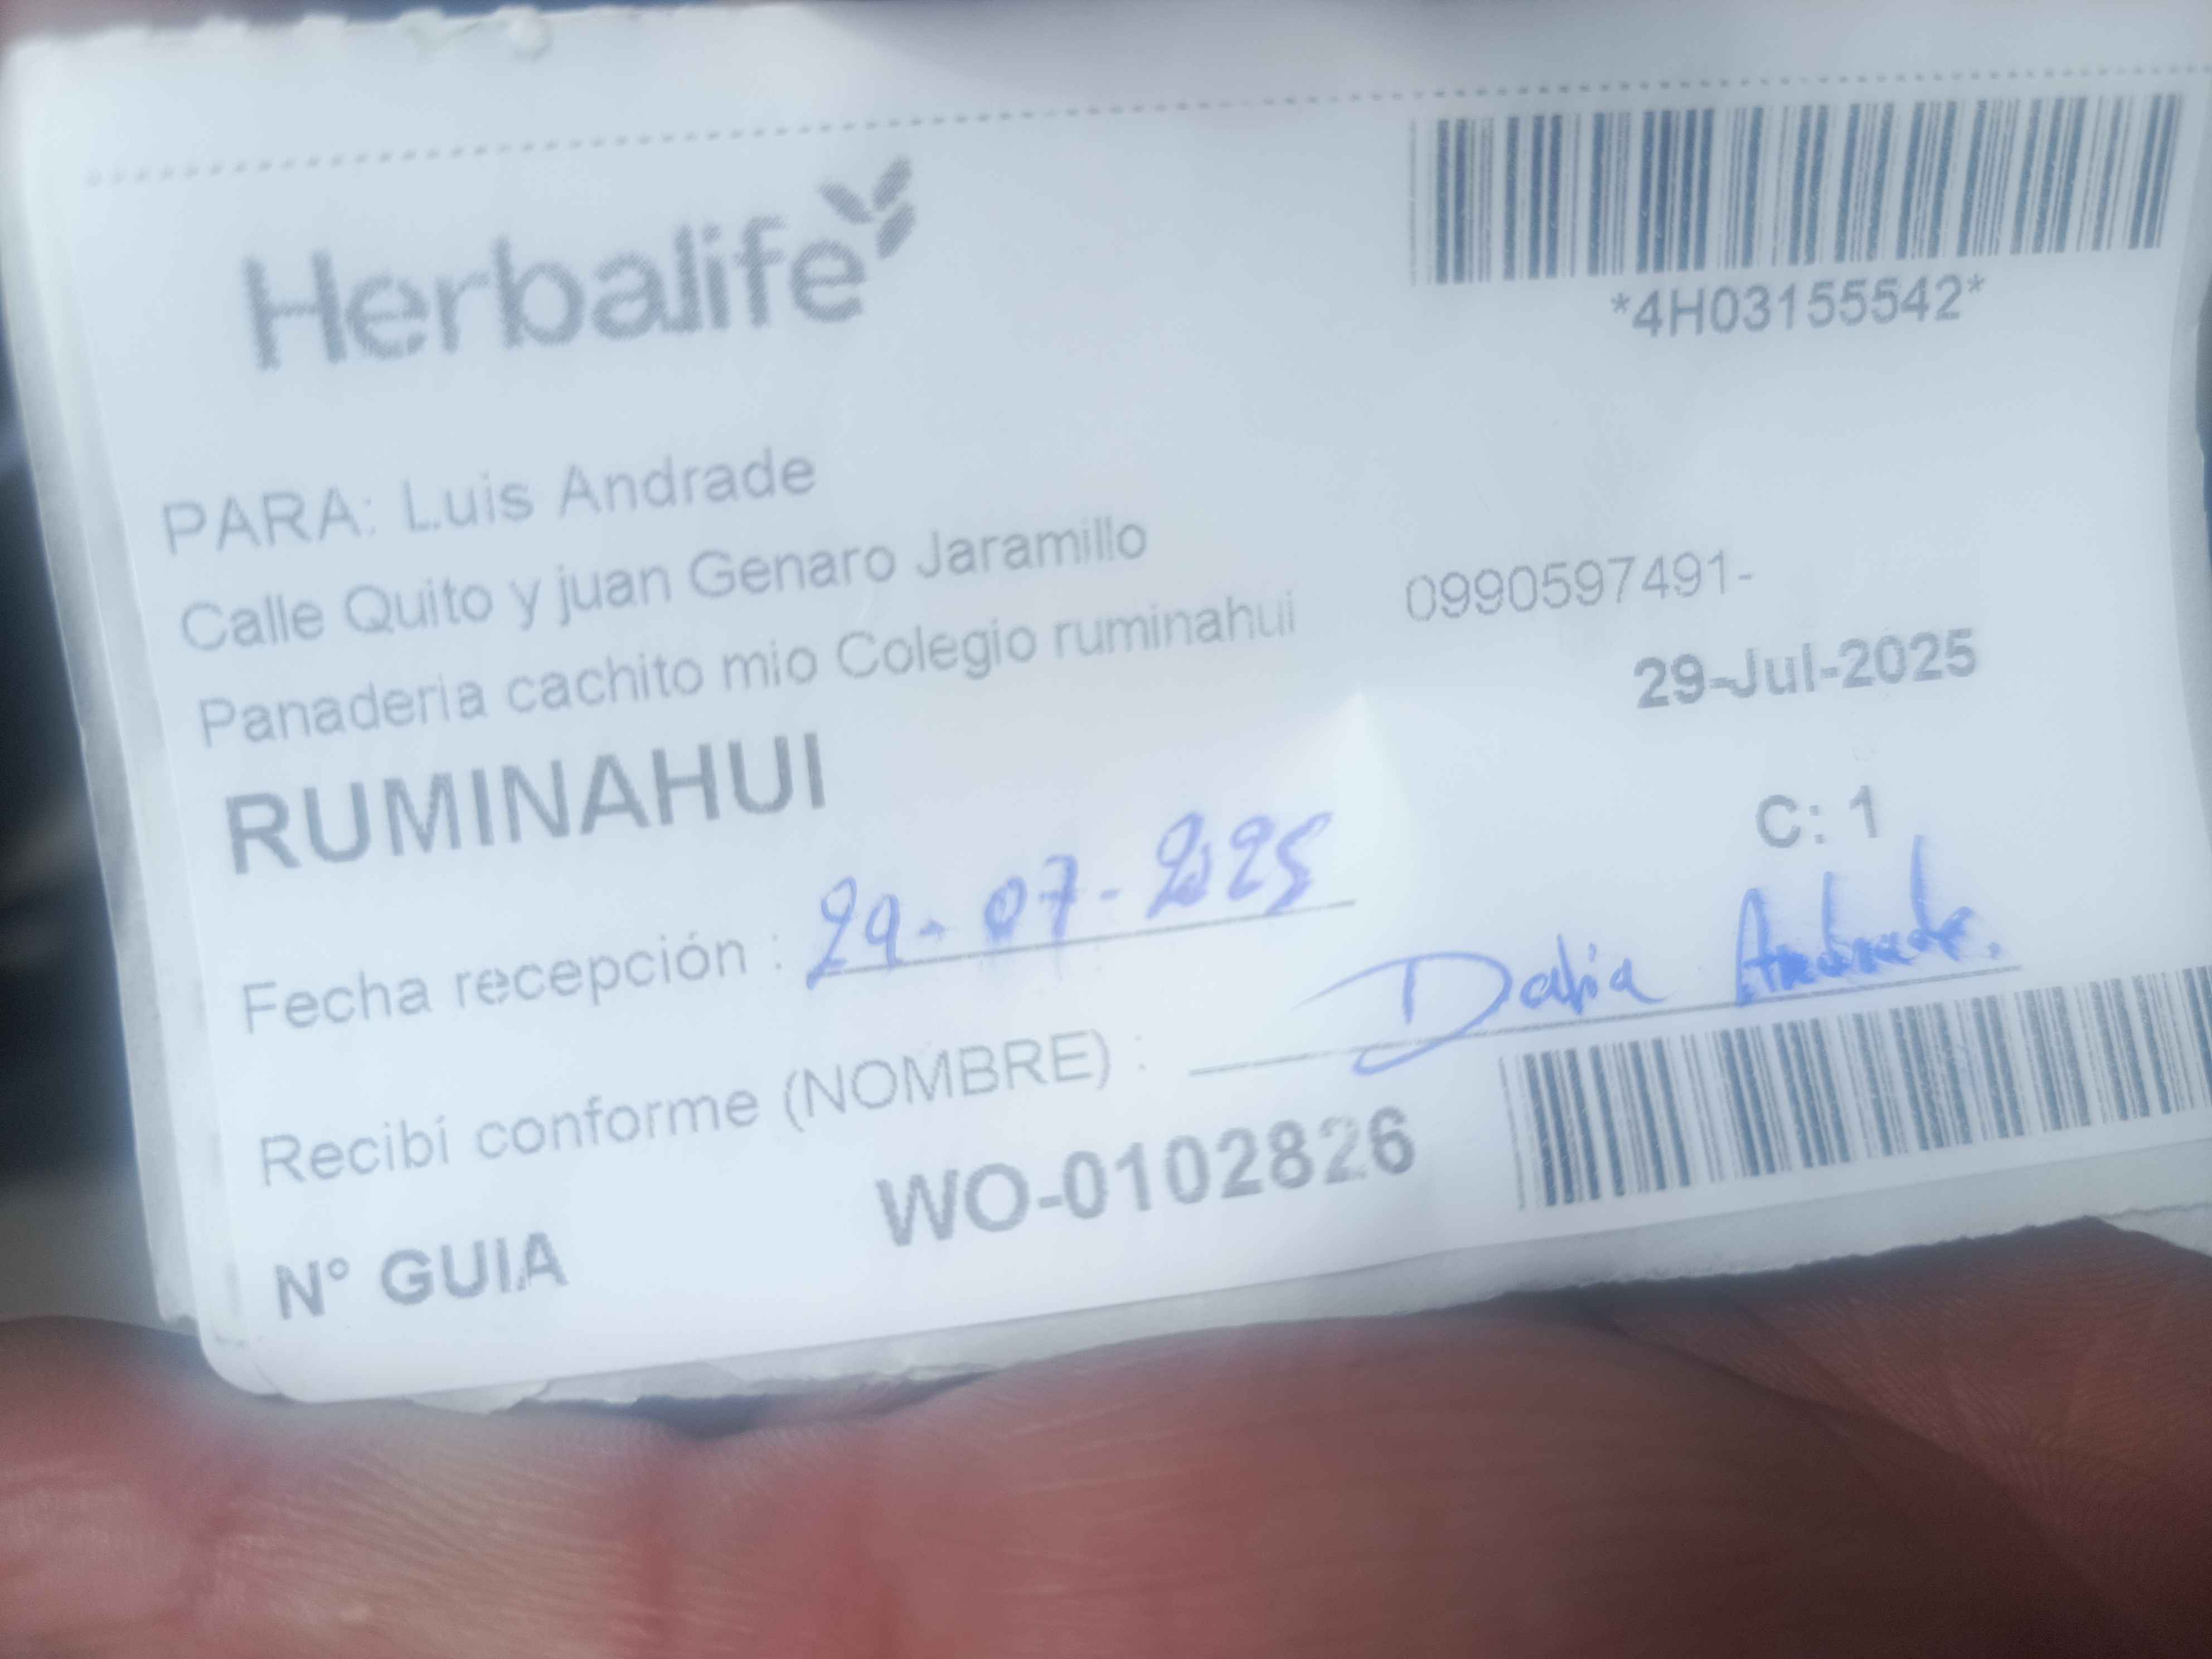 Herbalife
*4H03155542*
PARA: Luis Andrade
Calle Quito y juan Genaro Jaramillo
Panaderia cachito mio Colegio ruminahui
0990597491-
29-Jul-2025
RUMINAHUI
C: 1
Fecha recepción : 29-07-2025
Recibí conforme (NOMBRE) : Dalia Andrade.
N° GUIA WO-0102826